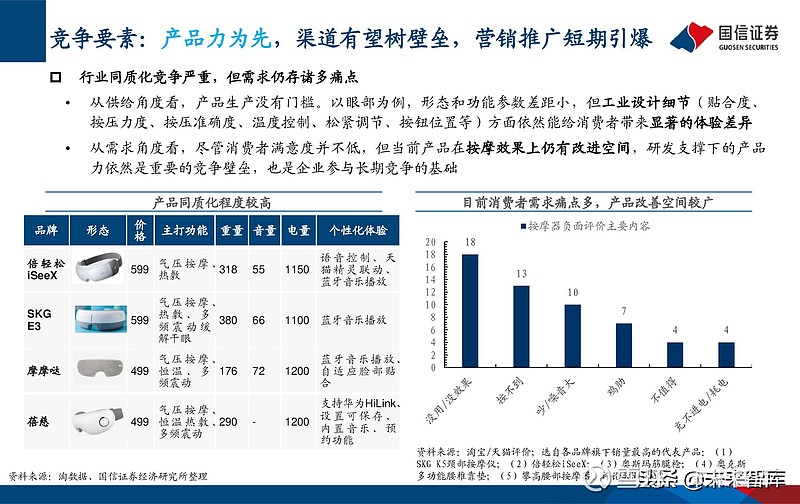 竞争要素：产品力为先，渠道有望树壁垒，营销推广短期引爆
国信证券
GUOSEN SECURITIES
行业同质化竞争严重，但需求仍存诸多痛点
• 从供给角度看，产品生产没有门槛。以眼部为例，形态和功能参数差距小，但工业设计细节（贴合度、
按压力度、按压准确度、温度控制、松紧调节、按钮位置等）方面依然能给消费者带来显著的体验差异
• 从需求角度看，尽管消费者满意度并不低，但当前产品在按摩效果上仍有改进空间，研发支撑下的产品
力依然是重要的竞争壁垒，也是企业参与长期竞争的基础
产品同质化程度较高
品牌 形态 价格 主打功能 重量 音量 电量 个性化体验
倍轻松 iSeeX 599 气压按摩、热敷 318 55 1150 语音控制、天猫精灵联动、蓝牙音乐播放
SKG E3 599 气压按摩、热敷、多频震动缓解干眼 380 66 1100 蓝牙音乐播放
摩摩哒 499 气压按摩、恒温、多频震动 176 72 1200 蓝牙音乐播放、自适应脸部贴合
蓓慈 499 气压按摩、恒温热敷、多频震动 290 - 1200 支持华为HiLink、设置可保存、内置音乐、预约功能
资料来源：淘数据、国信证券经济研究所整理
目前消费者需求痛点多，产品改善空间较广
按摩器负面评价主要内容
20
18
16
14
12
10
8
6
4
2
0
18
13
10
7
4
4
没用/没效果
按不到
吵/噪音大
鸡肋
不值得
充不进电/耗电
资料来源：淘宝/天猫评价；选自各品牌旗下销量最高的代表产品：（1）
SKG K5颈部按摩仪；（2）倍轻松iSeeX；（3）奥斯玛筋膜枪；（4）奥克斯
多功能腰椎靠垫；（5）攀高腰部按摩
@未来智库